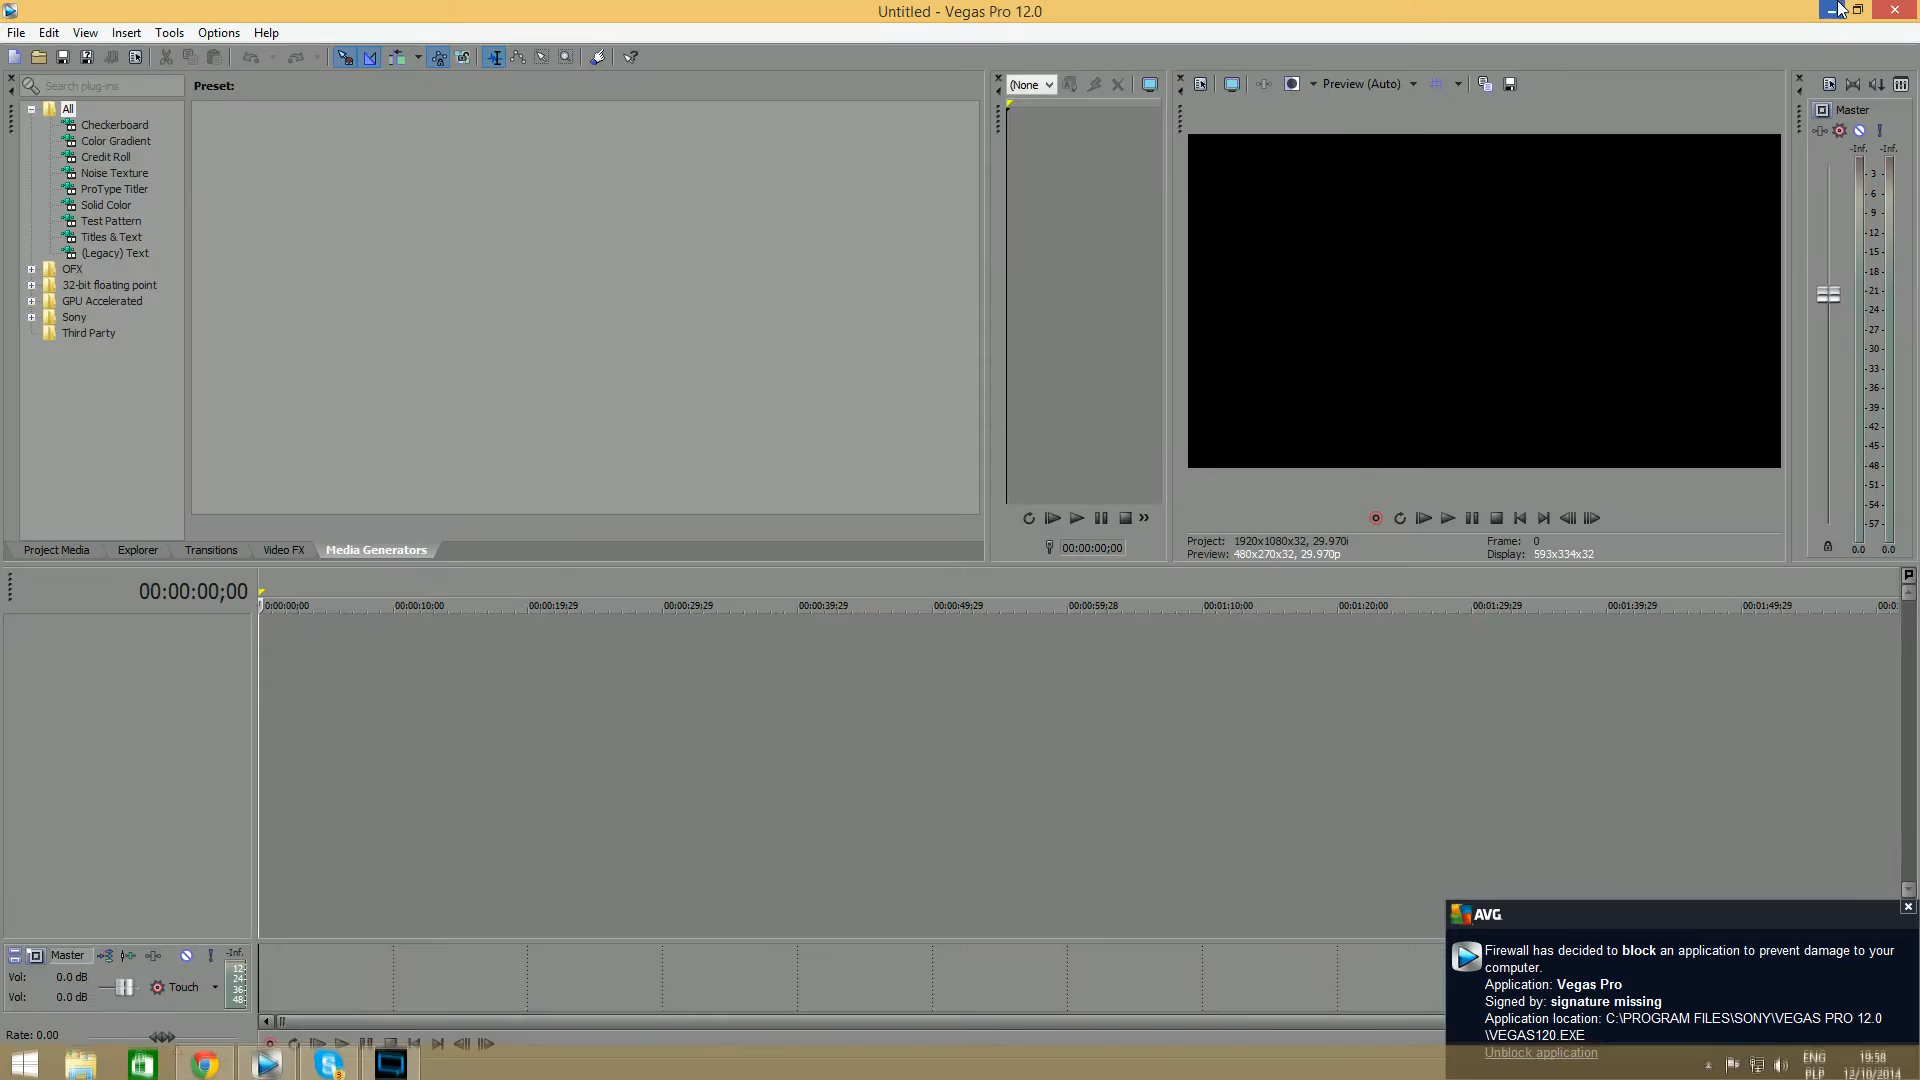 Untitled - Vegas Pro 12.0
File Edit View Insert Tools Options Help
Search plug-ins
Preset:
All
Checkerboard
Color Gradient
Credit Roll
Noise Texture
ProType Titler
Solid Color
Test Pattern
Titles & Text
(Legacy) Text
OFX
32-bit floating point
GPU Accelerated
Sony
Third Party
Project Media Explorer Transitions Video FX Media Generators
(None
00:00:00;00
Preview (Auto)
Project: 1920x1080x32, 29.970i
Preview: 480x270x32, 29.970p
Frame: 0
Display: 593x334x32
Master
-Inf. -Inf.
- 3 -
- 6 -
- 9 -
- 12 -
- 15 -
- 18 -
- 21 -
- 24 -
- 27 -
- 30 -
- 33 -
- 36 -
- 39 -
- 42 -
- 45 -
- 48 -
- 51 -
- 54 -
- 57 -
0.0 0.0
00:00:00;00
0:00:00;00 00:00:10;00 00:00:19;29 00:00:29;29 00:00:39;29 00:00:49;29 00:00:59;28 00:01:10;00 00:01:20;00 00:01:29;29 00:01:39;29 00:01:49;29 00:0
Master
-Inf.
Vol: 0.0 dB
Vol: 0.0 dB
Touch
12
24
36
48
Rate: 0.00
AVG
Firewall has decided to block an application to prevent damage to your
computer.
Application: Vegas Pro
Signed by: signature missing
Application location: C:\PROGRAM FILES\SONY\VEGAS PRO 12.0
\VEGAS120.EXE
Unblock application
3
ENG
PLP
19:58
12/10/2014